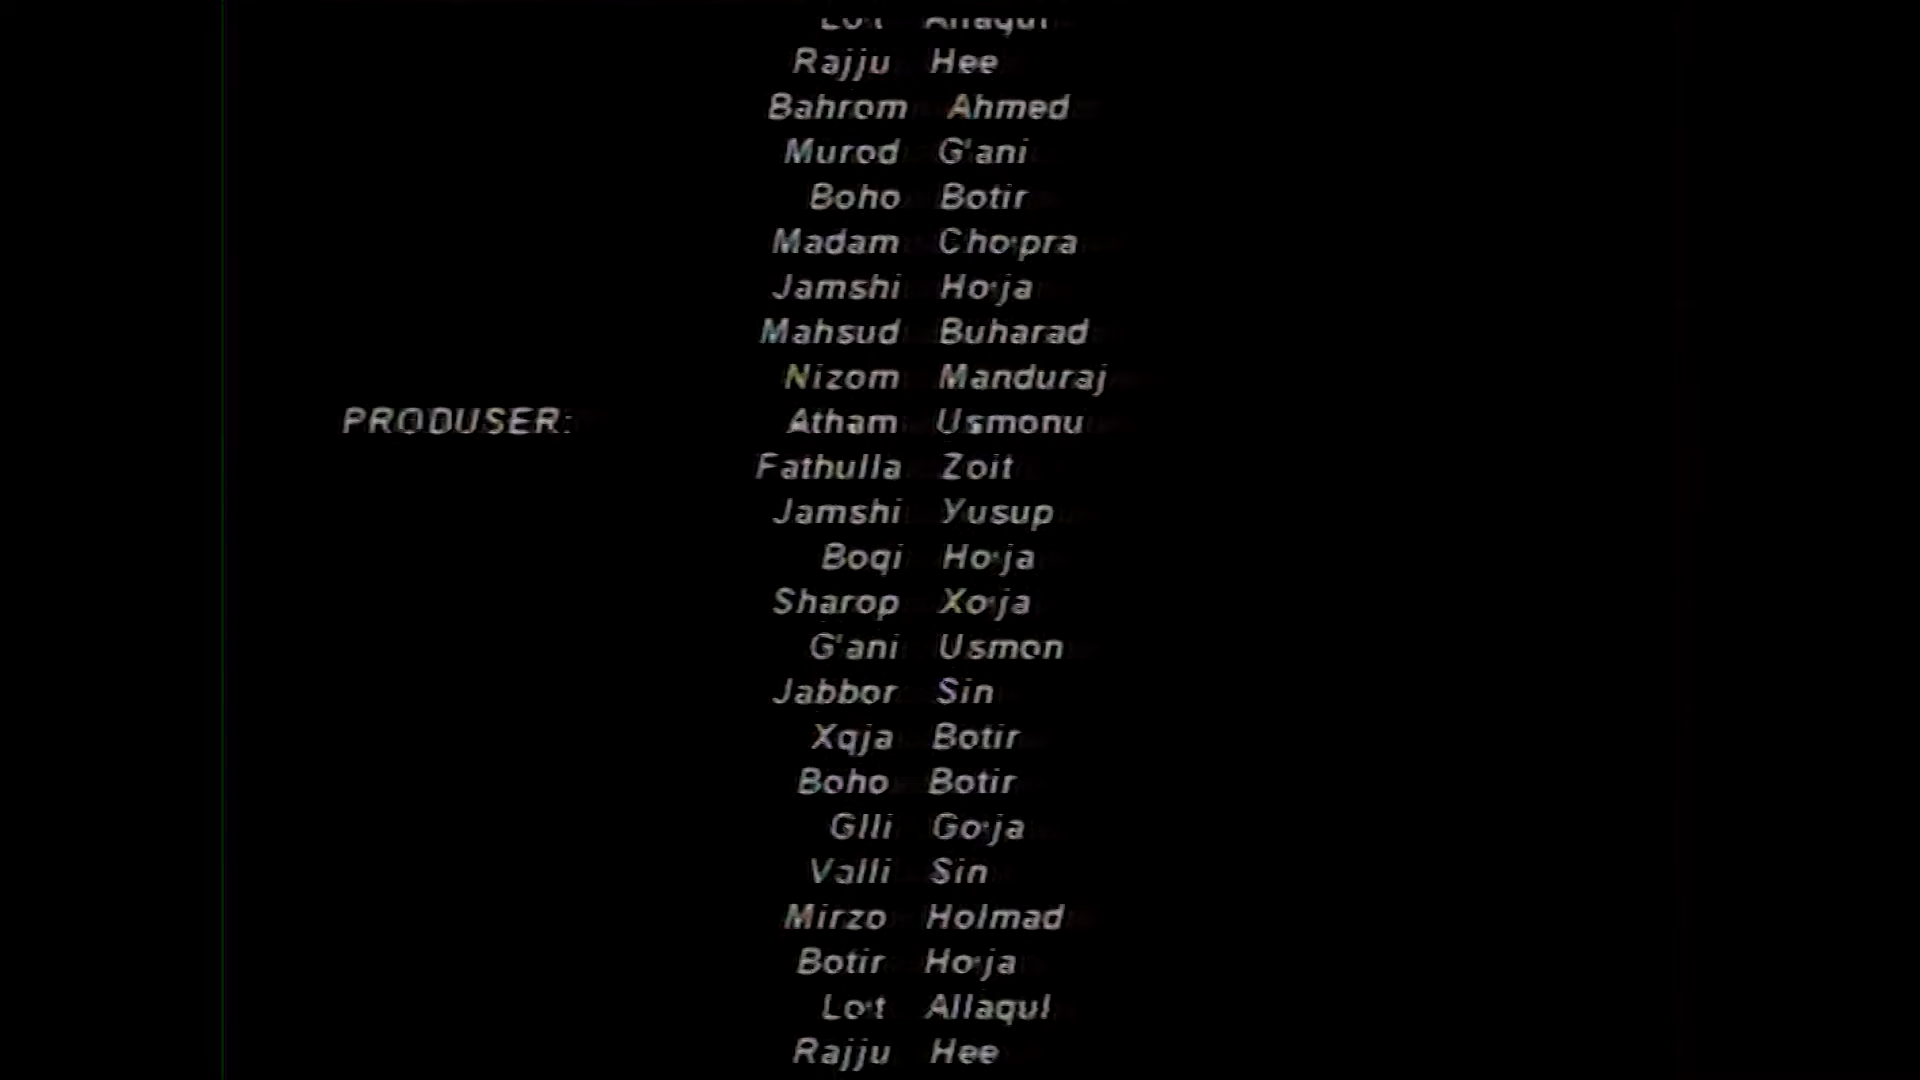 Lo't Allaqul
Rajju Hee
Bahrom Ahmed
Murod G'ani
Boho Botir
Madam Cho'pra
Jamshi Ho'ja
Mahsud Buharad
Nizom Manduraj
PRODUSER: Atham Usmonu
Fathulla Zoit
Jamshi Yusup
Boqi Ho'ja
Sharop Xo'ja
G'ani Usmon
Jabbor Sin
Xqja Botir
Boho Botir
Glli Go'ja
Valli Sin
Mirzo Holmad
Botir Ho'ja
Lo't Allaqul
Rajju Hee